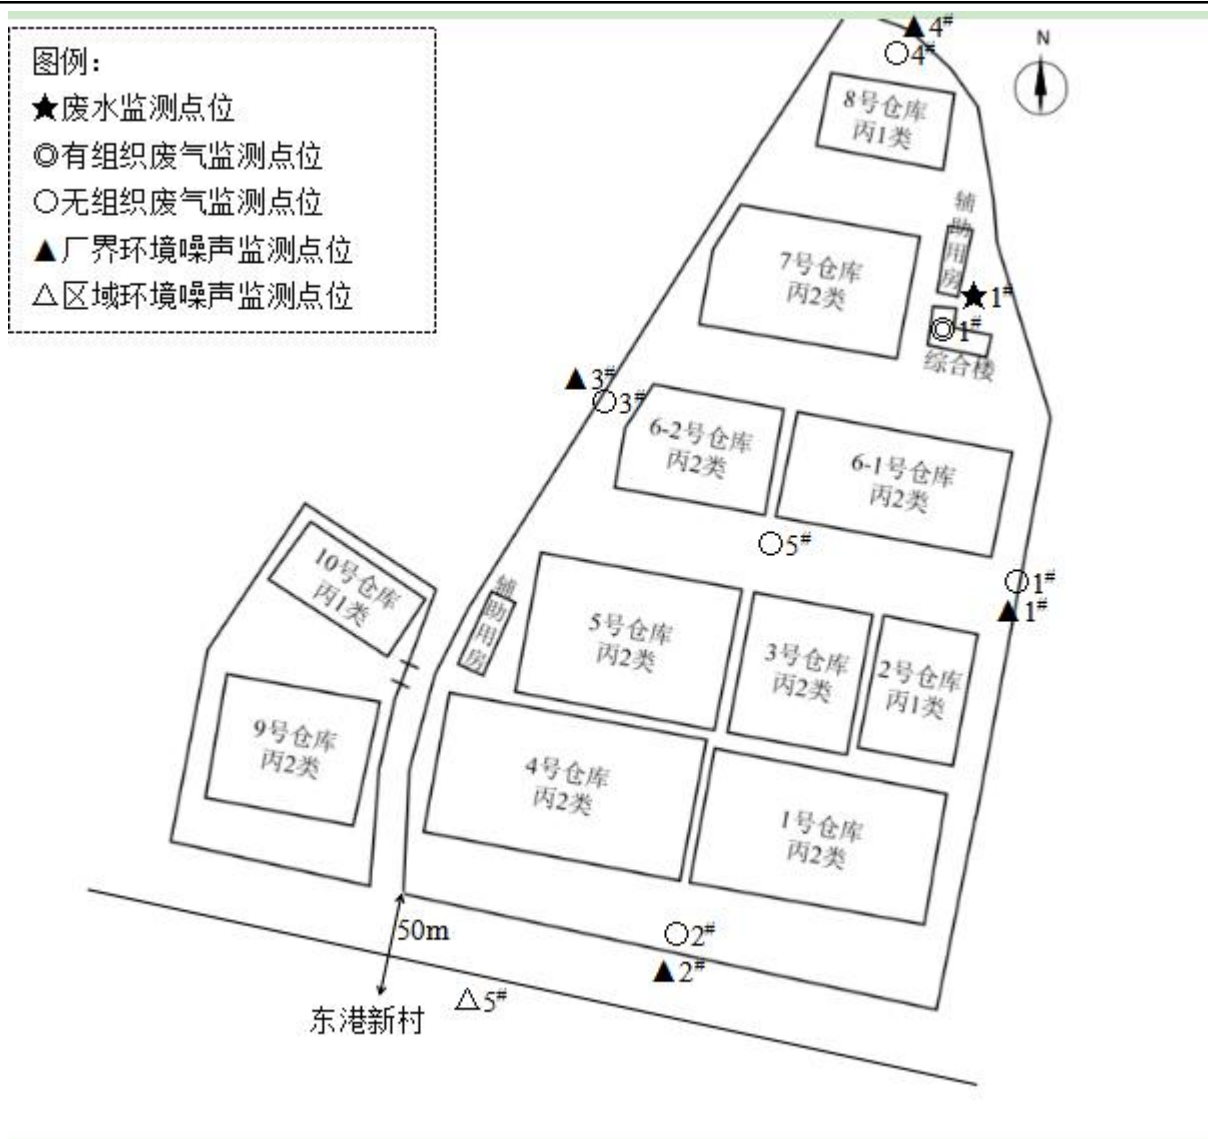 图例：
★废水监测点位
◎有组织废气监测点位
○无组织废气监测点位
▲厂界环境噪声监测点位
△区域环境噪声监测点位
▲4#
○4#
N
8号仓库
丙1类
辅助用房
7号仓库
丙2类
★1#
◎1#
综合楼
▲3#
○3#
6-2号仓库
丙2类
6-1号仓库
丙2类
○5#
○1#
▲1#
10号仓库
丙1类
辅助用房
5号仓库
丙2类
3号仓库
丙2类
2号仓库
丙1类
9号仓库
丙2类
4号仓库
丙2类
1号仓库
丙2类
50m
○2#
▲2#
△5#
东港新村